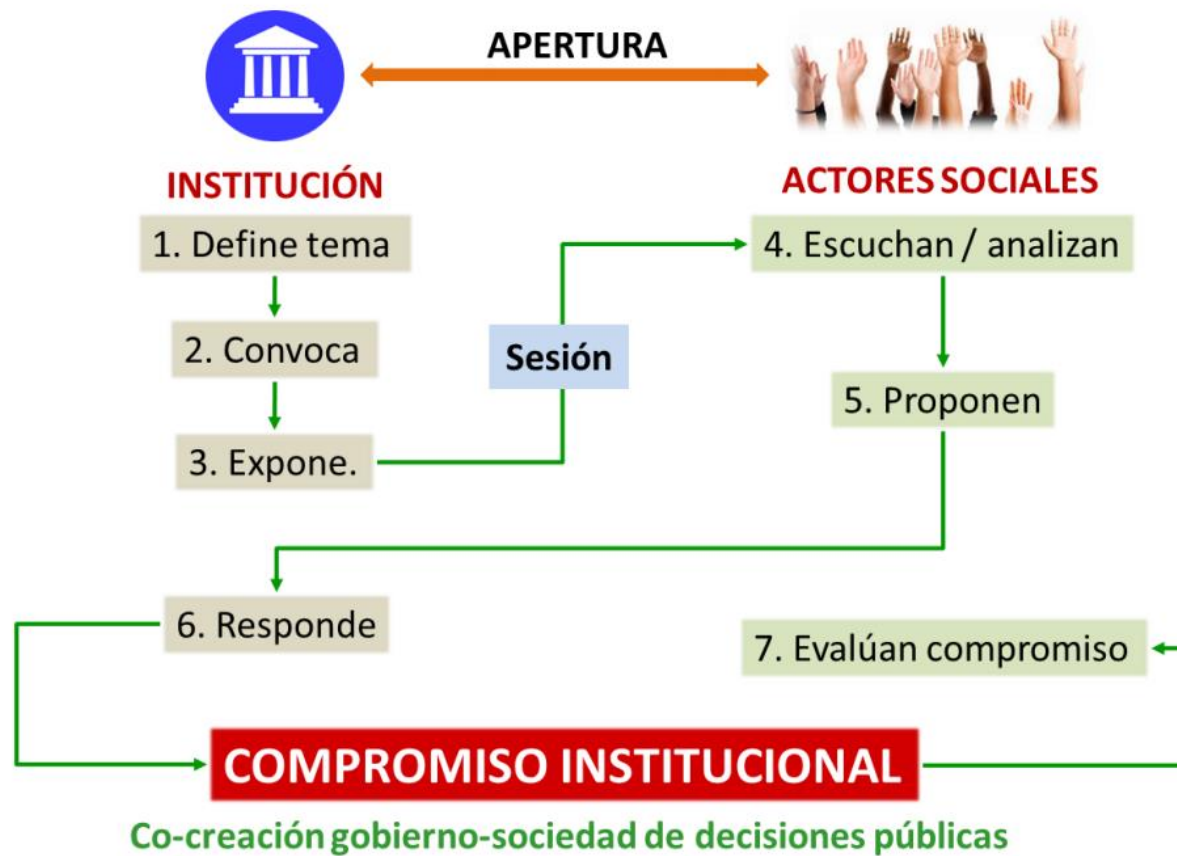 APERTURA
INSTITUCIÓN
ACTORES SOCIALES
1. Define tema
4. Escuchan / analizan
2. Convoca
Sesión
5. Proponen
3. Expone.
6. Responde
7. Evalúan compromiso
COMPROMISO INSTITUCIONAL
Co-creación gobierno-sociedad de decisiones públicas